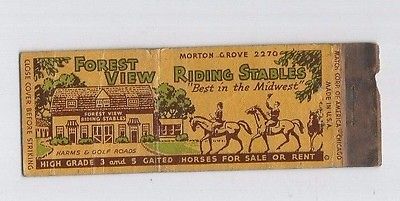 CLOSE COVER BEFORE STRIKING
FOREST VIEW
MORTON GROVE 2276
RIDING STABLES
"Best in the Midwest"
FOREST VIEW
RIDING STABLES
HARMS & GOLF ROADS
HIGH GRADE 3 and 5 GAITED HORSES FOR SALE OR RENT
MATCH CORP. OF AMERICA, CHICAGO
MADE IN U.S.A.